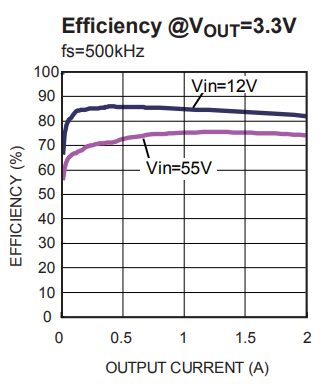 Efficiency @VOUT=3.3V
fs=500kHz
100
90
80
70
60
50
40
30
20
10
0
EFFICIENCY (%)
Vin=12V
Vin=55V
0 0.5 1 1.5 2
OUTPUT CURRENT (A)